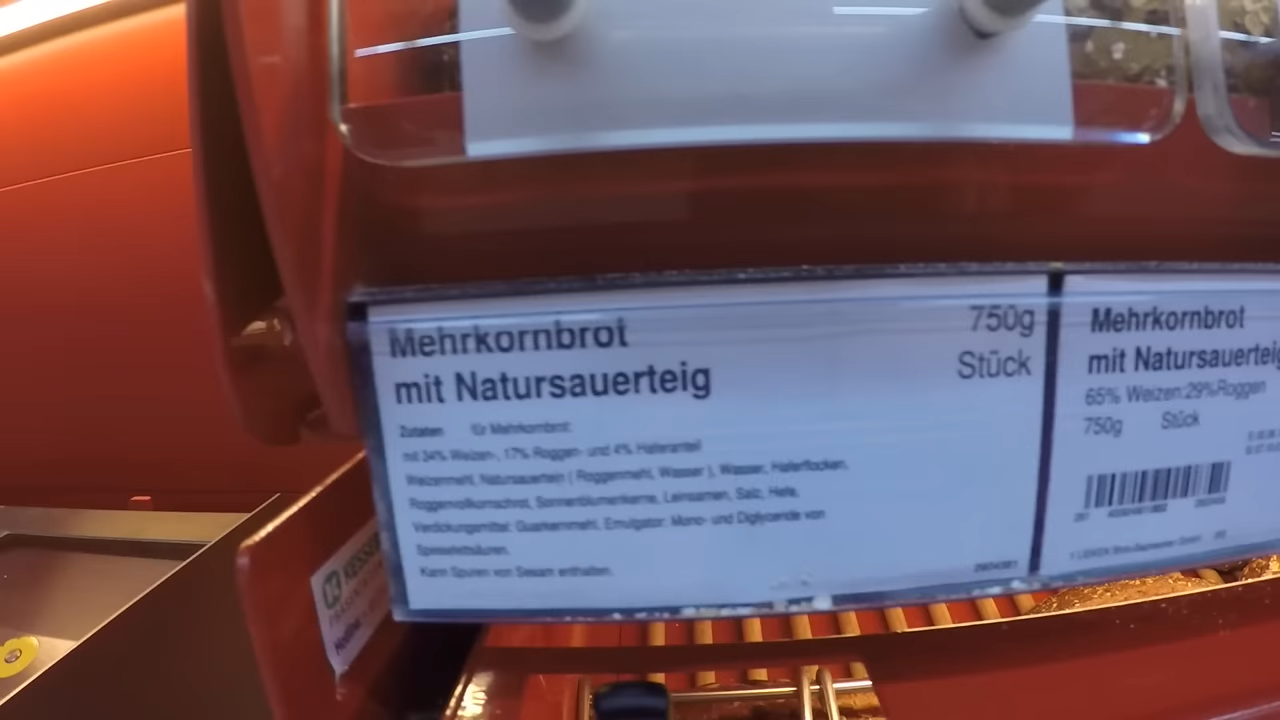 Mehrkornbrot
mit Natursauerteig
750g
Stück
Zutaten für Mehrkornbrot:
mit 34% Weizen-, 17% Roggen- und 4% Haferanteil
Weizenmehl, Natursauerteig ( Roggenmehl, Wasser ), Wasser, Haferflocken,
Roggenvollkornschrot, Sonnenblumenkerne, Leinsamen, Salz, Hefe,
Verdickungsmittel: Guarkernmehl, Emulgator: Mono- und Diglyceride von
Speisefettsäuren.
Kann Spuren von Sesam enthalten.
Mehrkornbrot
mit Natursauerteig
65% Weizen:29%Roggen
750g Stück
KESSE